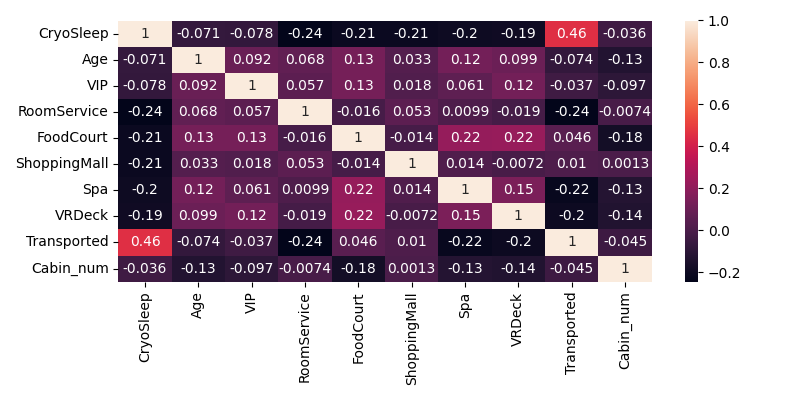 CryoSleep 1 -0.071 -0.078 -0.24 -0.21 -0.21 -0.2 -0.19 0.46 -0.036
Age -0.071 1 0.092 0.068 0.13 0.033 0.12 0.099 -0.074 -0.13
VIP -0.078 0.092 1 0.057 0.13 0.018 0.061 0.12 -0.037 -0.097
RoomService -0.24 0.068 0.057 1 -0.016 0.053 0.0099 -0.019 -0.24 -0.0074
FoodCourt -0.21 0.13 0.13 -0.016 1 -0.014 0.22 0.22 0.046 -0.18
ShoppingMall -0.21 0.033 0.018 0.053 -0.014 1 0.014 -0.0072 0.01 0.0013
Spa -0.2 0.12 0.061 0.0099 0.22 0.014 1 0.15 -0.22 -0.13
VRDeck -0.19 0.099 0.12 -0.019 0.22 -0.0072 0.15 1 -0.2 -0.14
Transported 0.46 -0.074 -0.037 -0.24 0.046 0.01 -0.22 -0.2 1 -0.045
Cabin_num -0.036 -0.13 -0.097 -0.0074 -0.18 0.0013 -0.13 -0.14 -0.045 1
CryoSleep
Age
VIP
RoomService
FoodCourt
ShoppingMall
Spa
VRDeck
Transported
Cabin_num
1.0
0.8
0.6
0.4
0.2
0.0
−0.2